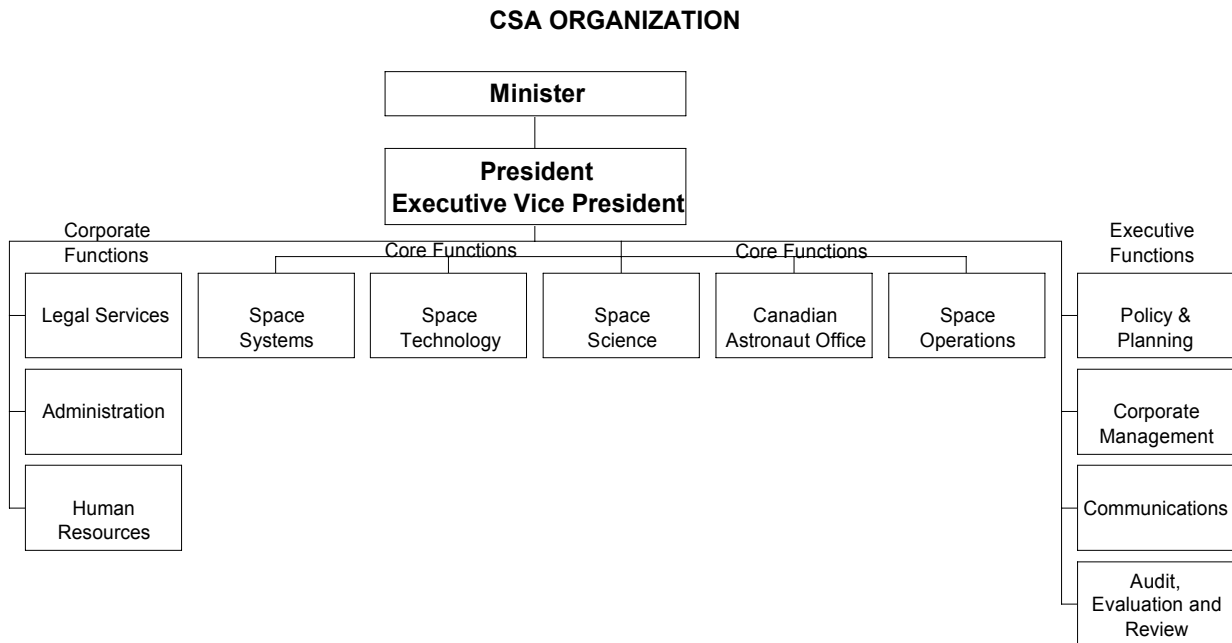 CSA ORGANIZATION
Minister
President
Executive Vice President
Corporate
Functions
Core Functions
Core Functions
Executive
Functions
Legal Services
Space
Systems
Space
Technology
Space
Science
Canadian
Astronaut Office
Space
Operations
Policy &
Planning
Administration
Corporate
Management
Human
Resources
Communications
Audit,
Evaluation and
Review